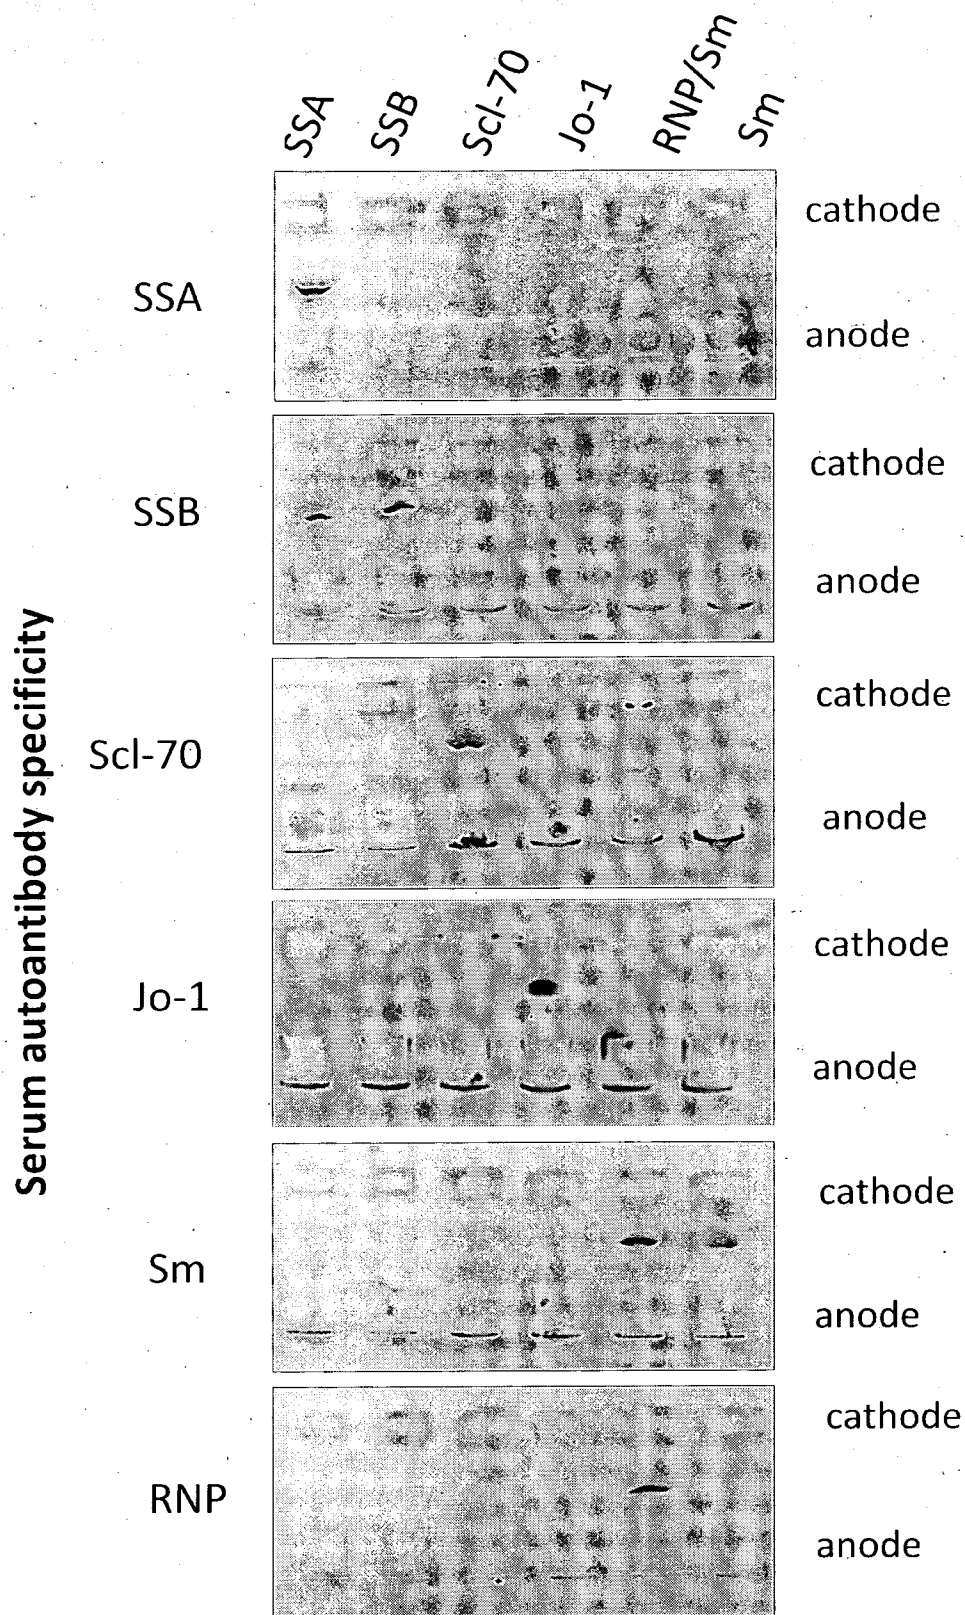 SSA
SSB
Scl-70
Jo-1
RNP/Sm
Sm
cathode
SSA
anode
cathode
SSB
anode
Serum autoantibody specificity
cathode
Scl-70
anode
cathode
Jo-1
anode
cathode
Sm
anode
cathode
RNP
anode